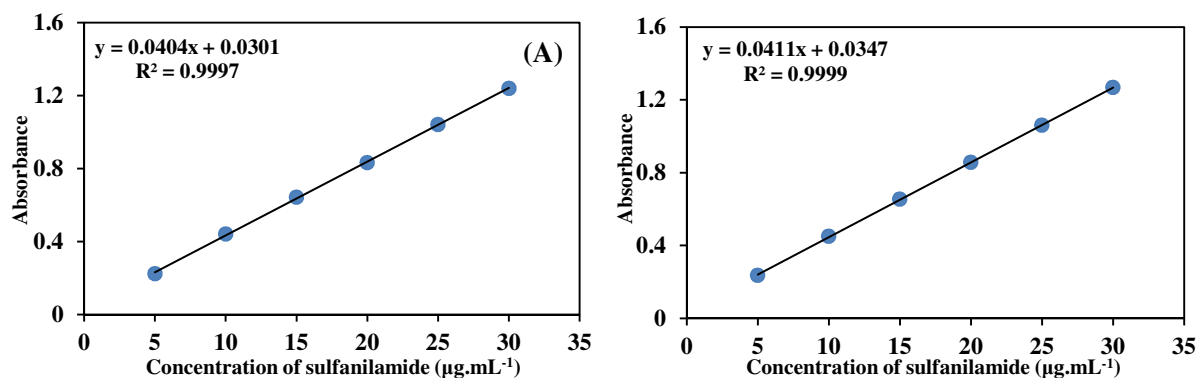 y = 0.0404x + 0.0301
R² = 0.9997
(A)
1.6
1.2
0.8
0.4
0
Absorbance
0 5 10 15 20 25 30 35
Concentration of sulfanilamide (µg.mL⁻¹)
y = 0.0411x + 0.0347
R² = 0.9999
1.6
1.2
0.8
0.4
0
Absorbance
0 5 10 15 20 25 30 35
Concentration of sulfanilamide (µg.mL⁻¹)